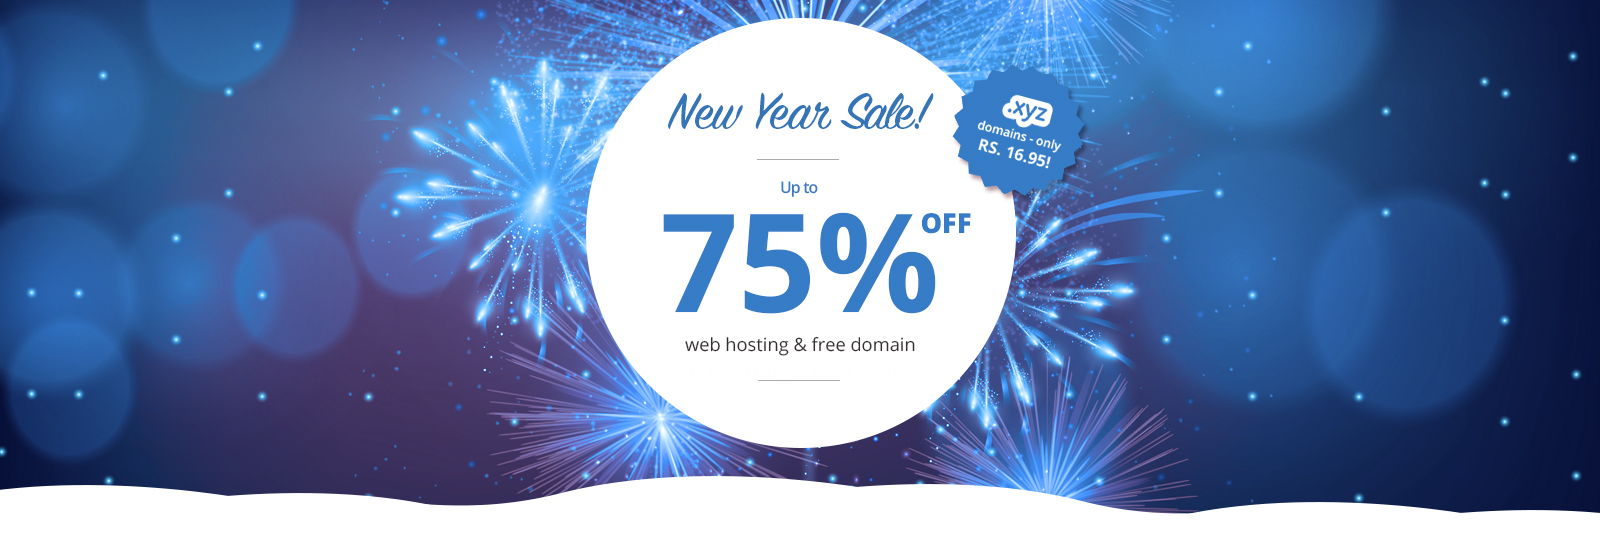 New Year Sale!
Up to
75% OFF
web hosting & free domain
.xyz
domains - only
RS. 16.95!